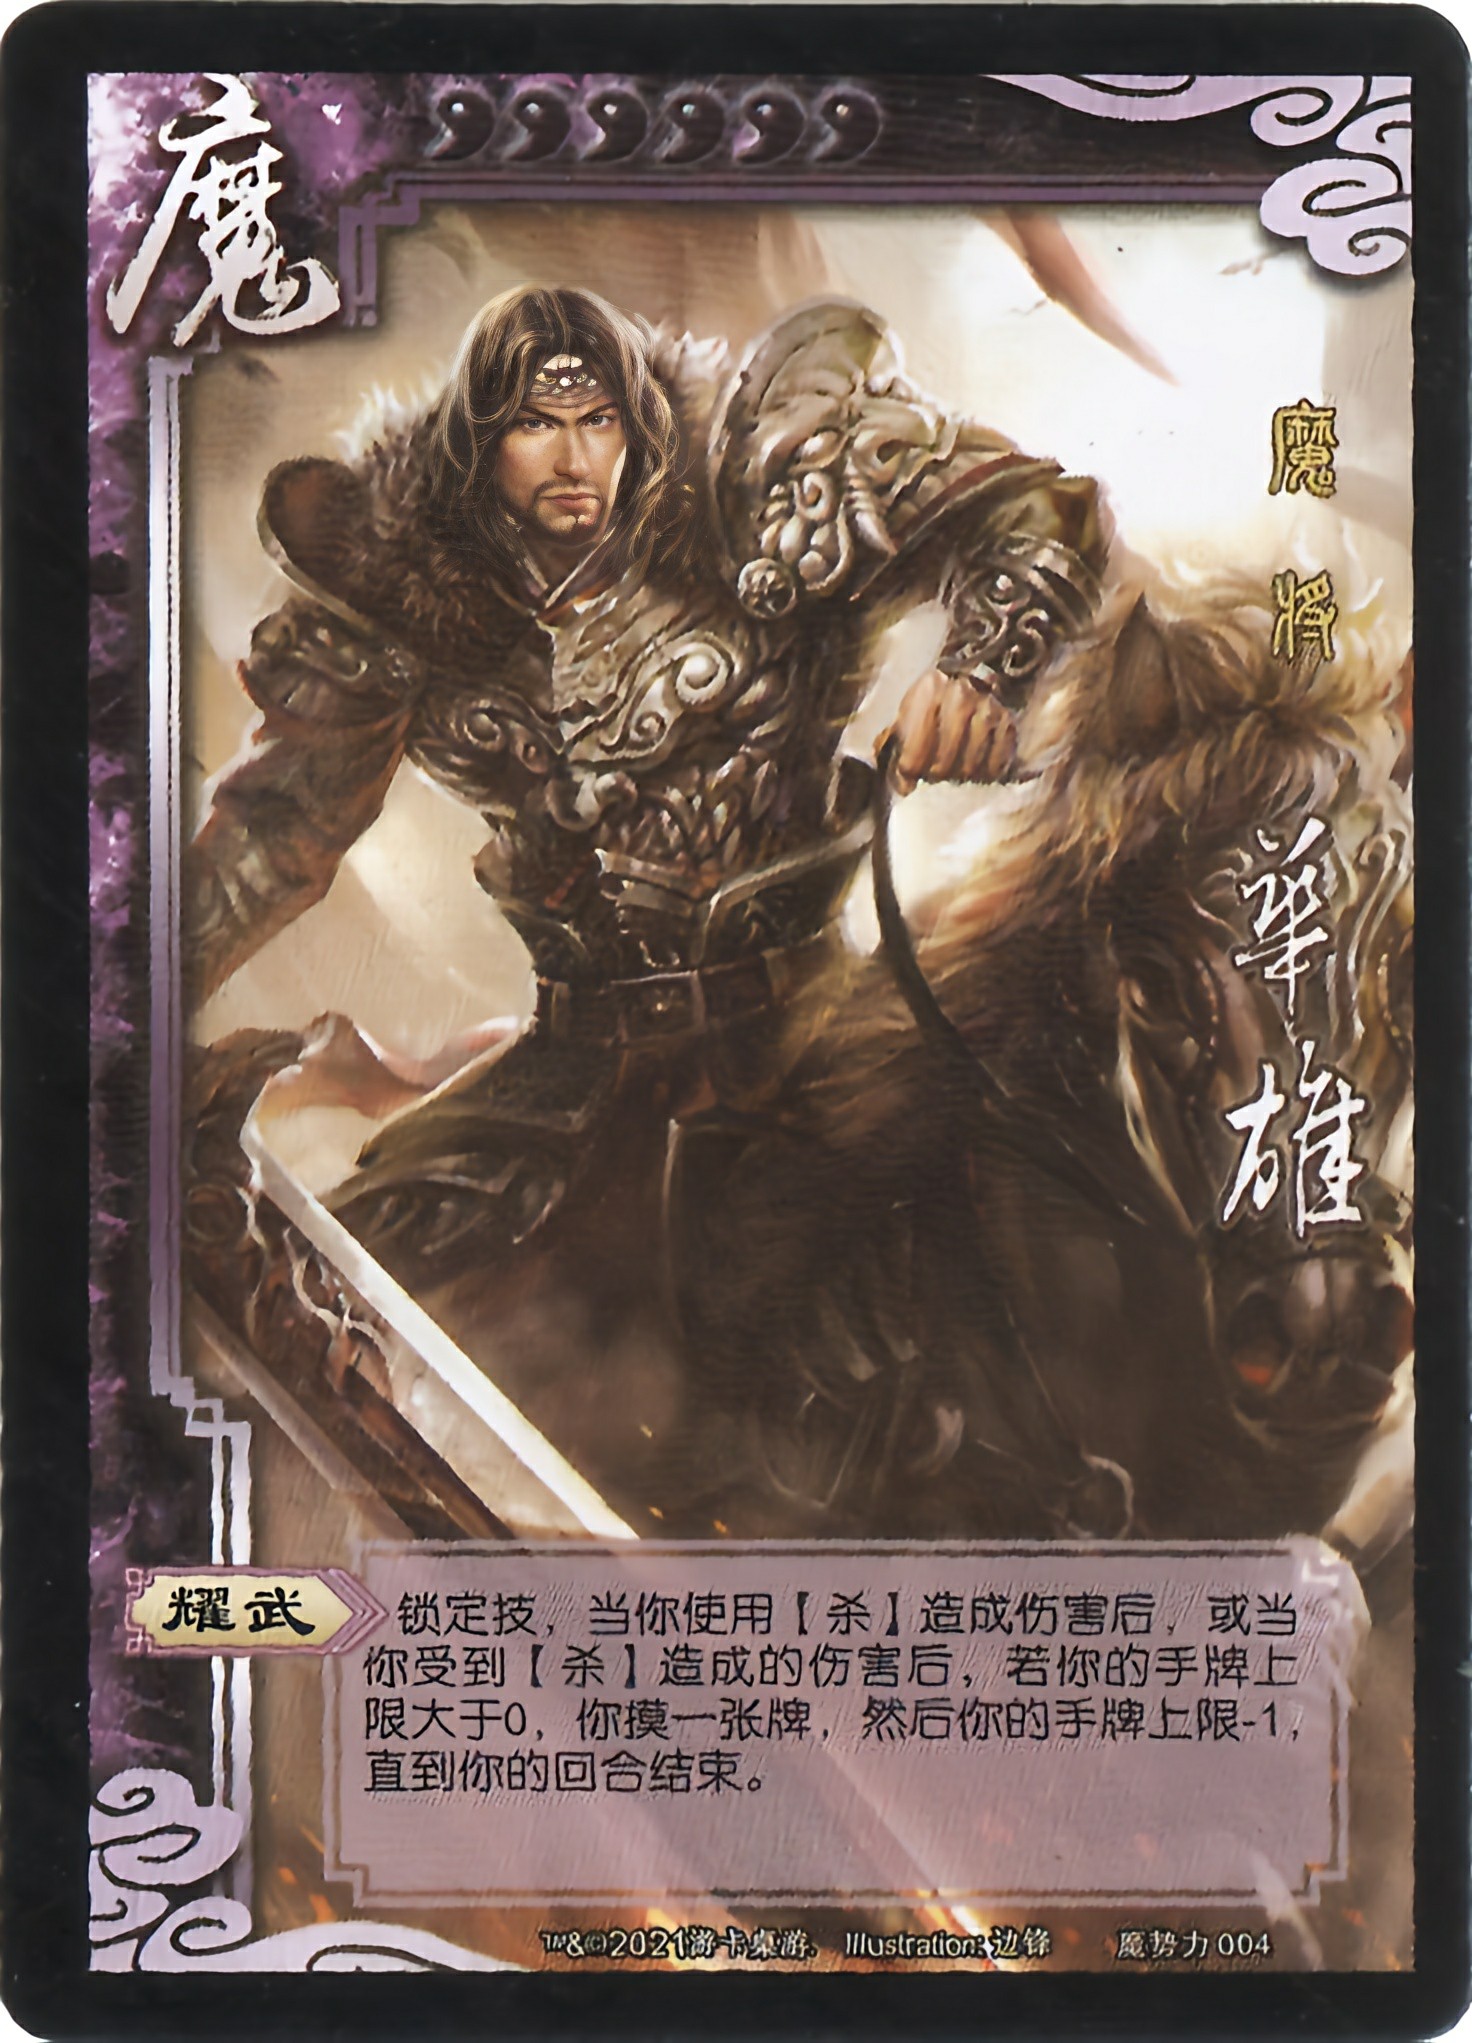 魔
魔将
華雄
耀武
锁定技，当你使用【杀】造成伤害后，或当
你受到【杀】造成的伤害后，若你的手牌上
限大于0，你摸一张牌，然后你的手牌上限-1，
直到你的回合结束。
™&©2021游卡桌游. Illustration: 边锋 魔势力 004